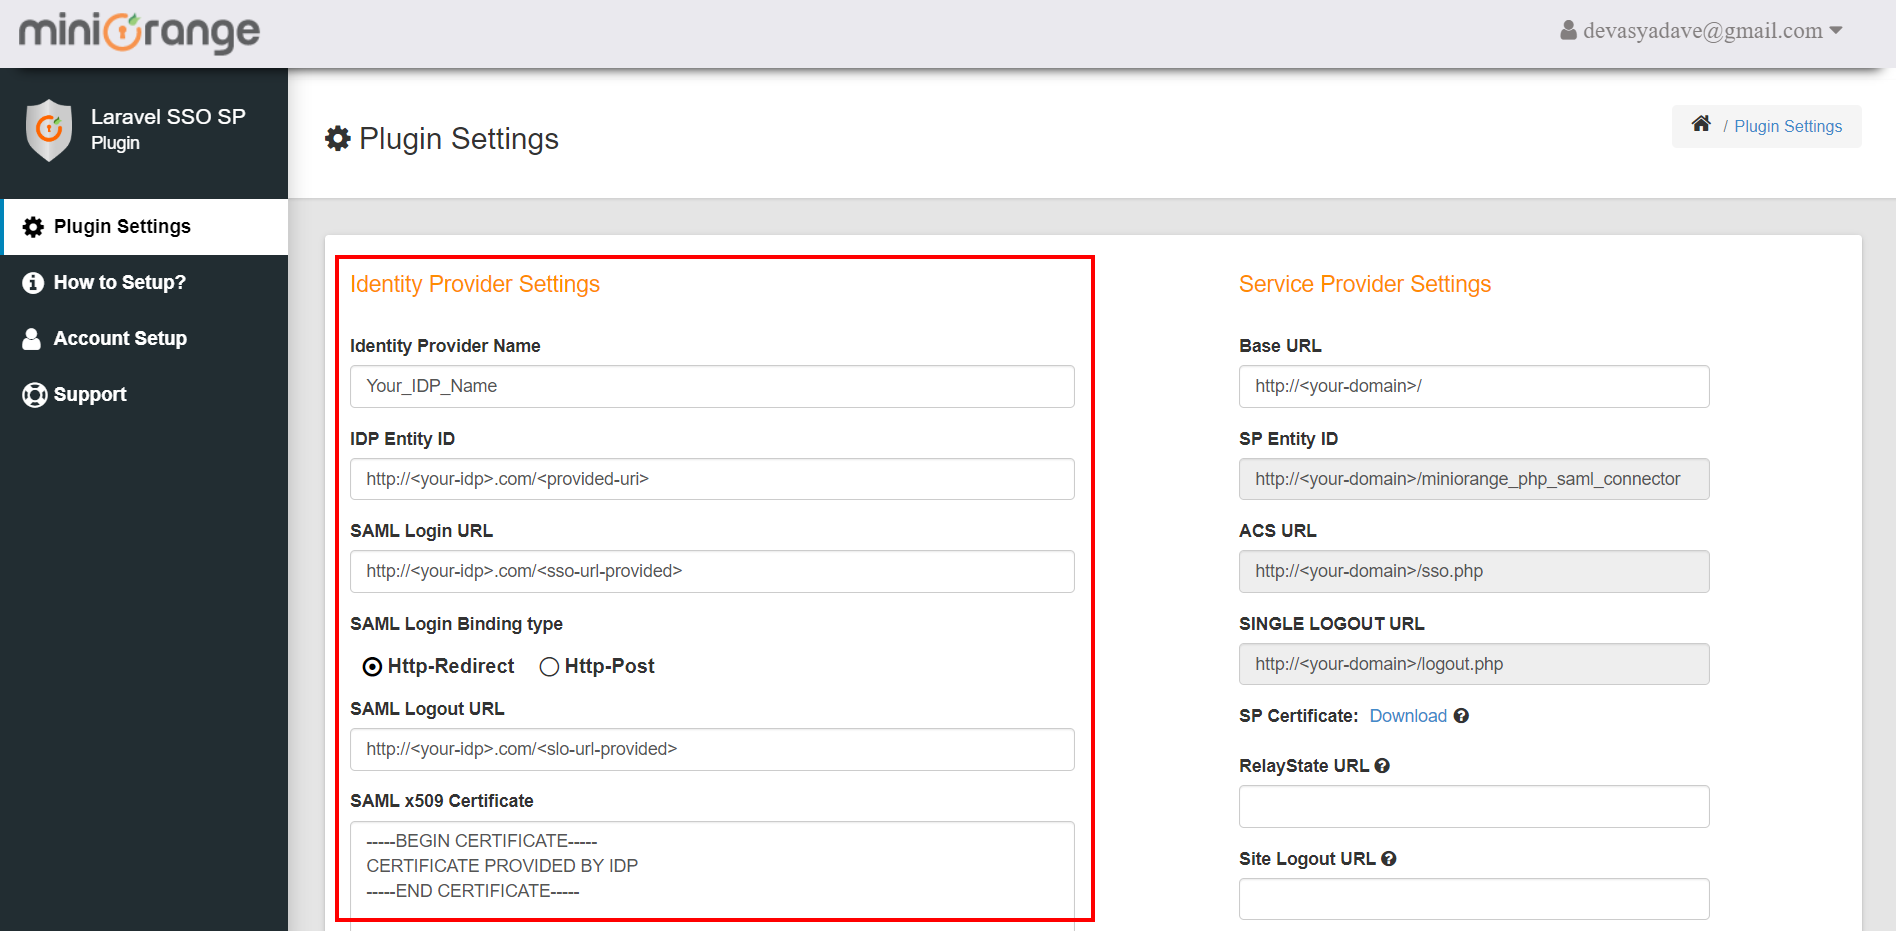 miniOrange
devasyadave@gmail.com
Laravel SSO SP
Plugin
Plugin Settings
How to Setup?
Account Setup
Support
Plugin Settings
/ Plugin Settings
Identity Provider Settings
Identity Provider Name
Your_IDP_Name
IDP Entity ID
http://<your-idp>.com/<provided-uri>
SAML Login URL
http://<your-idp>.com/<sso-url-provided>
SAML Login Binding type
Http-Redirect Http-Post
SAML Logout URL
http://<your-idp>.com/<slo-url-provided>
SAML x509 Certificate
-----BEGIN CERTIFICATE-----
CERTIFICATE PROVIDED BY IDP
-----END CERTIFICATE-----
Service Provider Settings
Base URL
http://<your-domain>/
SP Entity ID
http://<your-domain>/miniorange_php_saml_connector
ACS URL
http://<your-domain>/sso.php
SINGLE LOGOUT URL
http://<your-domain>/logout.php
SP Certificate: Download
RelayState URL
Site Logout URL